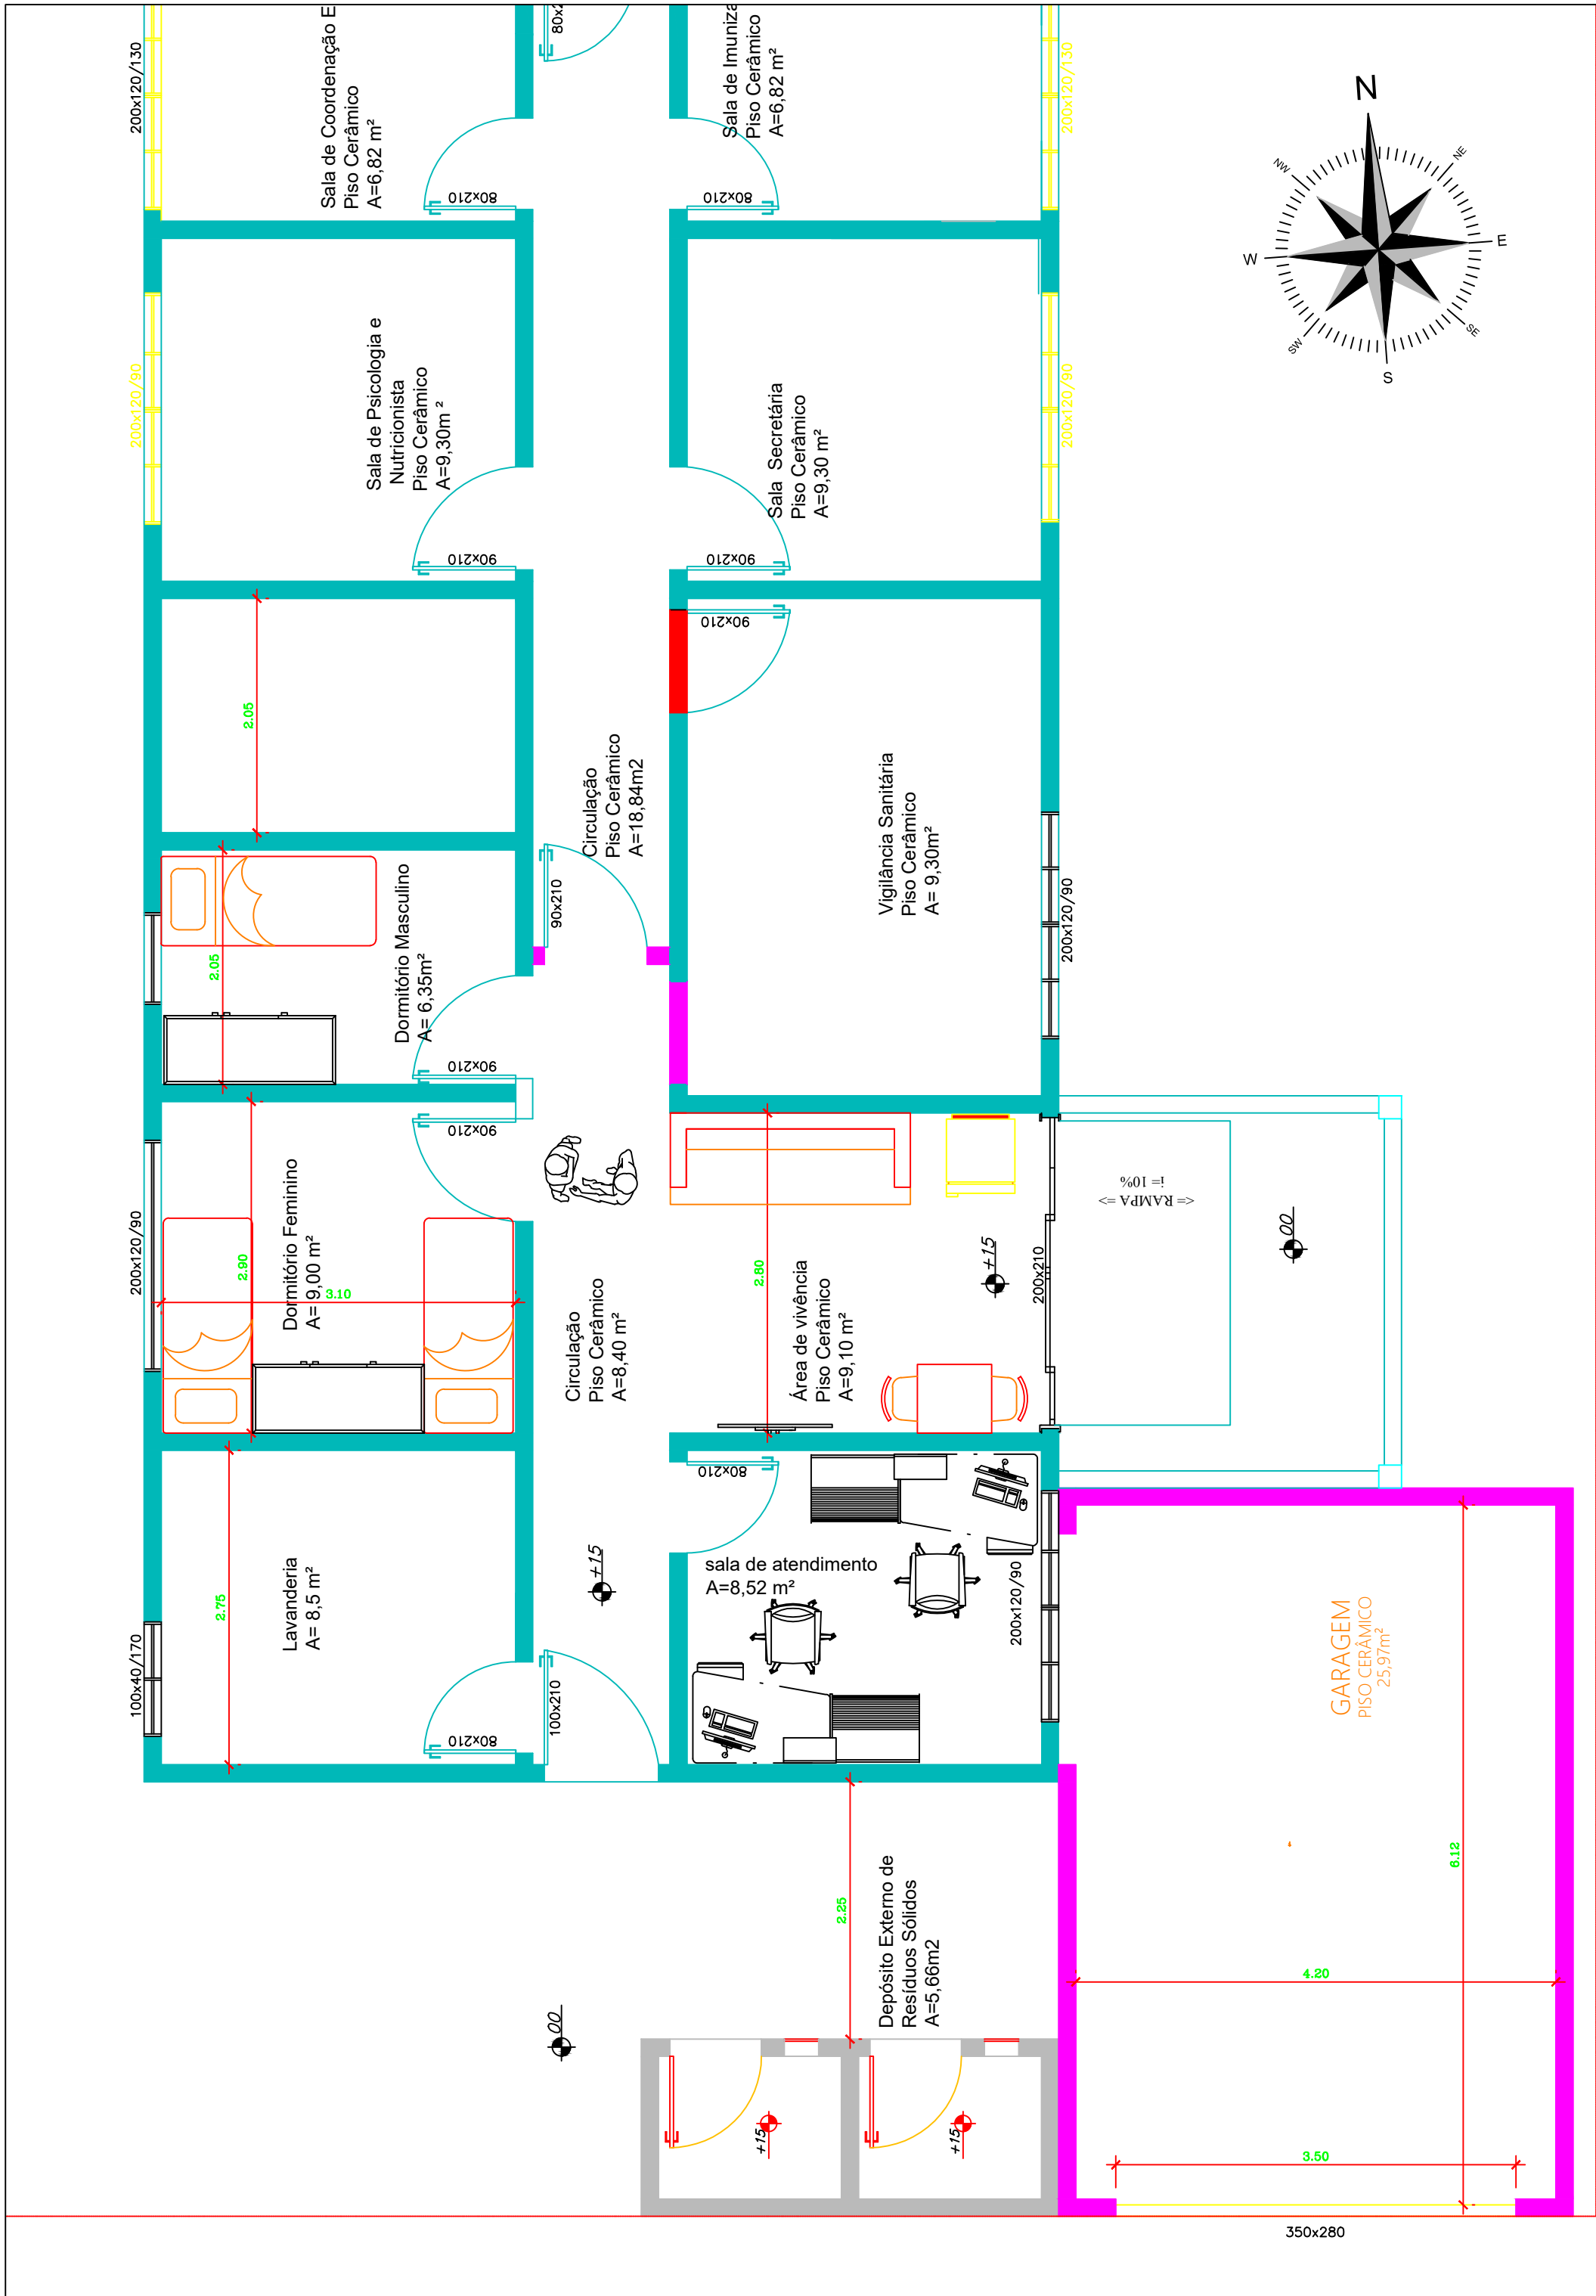 200x120/130
Sala de Coordenação E
Piso Cerâmico
A=6,82 m²
80x210
80x2
Sala de Imuniza
Piso Cerâmico
A=6,82 m²
80x210
200x120/130
N
NE
E
SE
S
SW
W
NW
200x120/90
Sala de Psicologia e
Nutricionista
Piso Cerâmico
A=9,30m²
90x210
Sala Secretária
Piso Cerâmico
A=9,30 m²
90x210
200x120/90
2.05
90x210
Circulação
Piso Cerâmico
A=18,84m2
90x210
Vigilância Sanitária
Piso Cerâmico
A= 9,30m²
200x120/90
2.05
Dormitório Masculino
A= 6,35m²
90x210
90x210
200x120/90
2.90
Dormitório Feminino
A= 9,00 m²
3.10
Circulação
Piso Cerâmico
A=8,40 m²
2.80
Área de vivência
Piso Cerâmico
A=9,10 m²
+15
200x210
<= RAMPA =>
i= 10%
00
100x40/170
2.75
Lavanderia
A= 8,5 m²
80x210
100x210
+15
80x210
sala de atendimento
A=8,52 m²
200x120/90
GARAGEM
PISO CERÂMICO
25,97m²
6.12
4.20
3.50
350x280
2.25
Depósito Externo de
Resíduos Sólidos
A=5,66m2
00
+15
+15